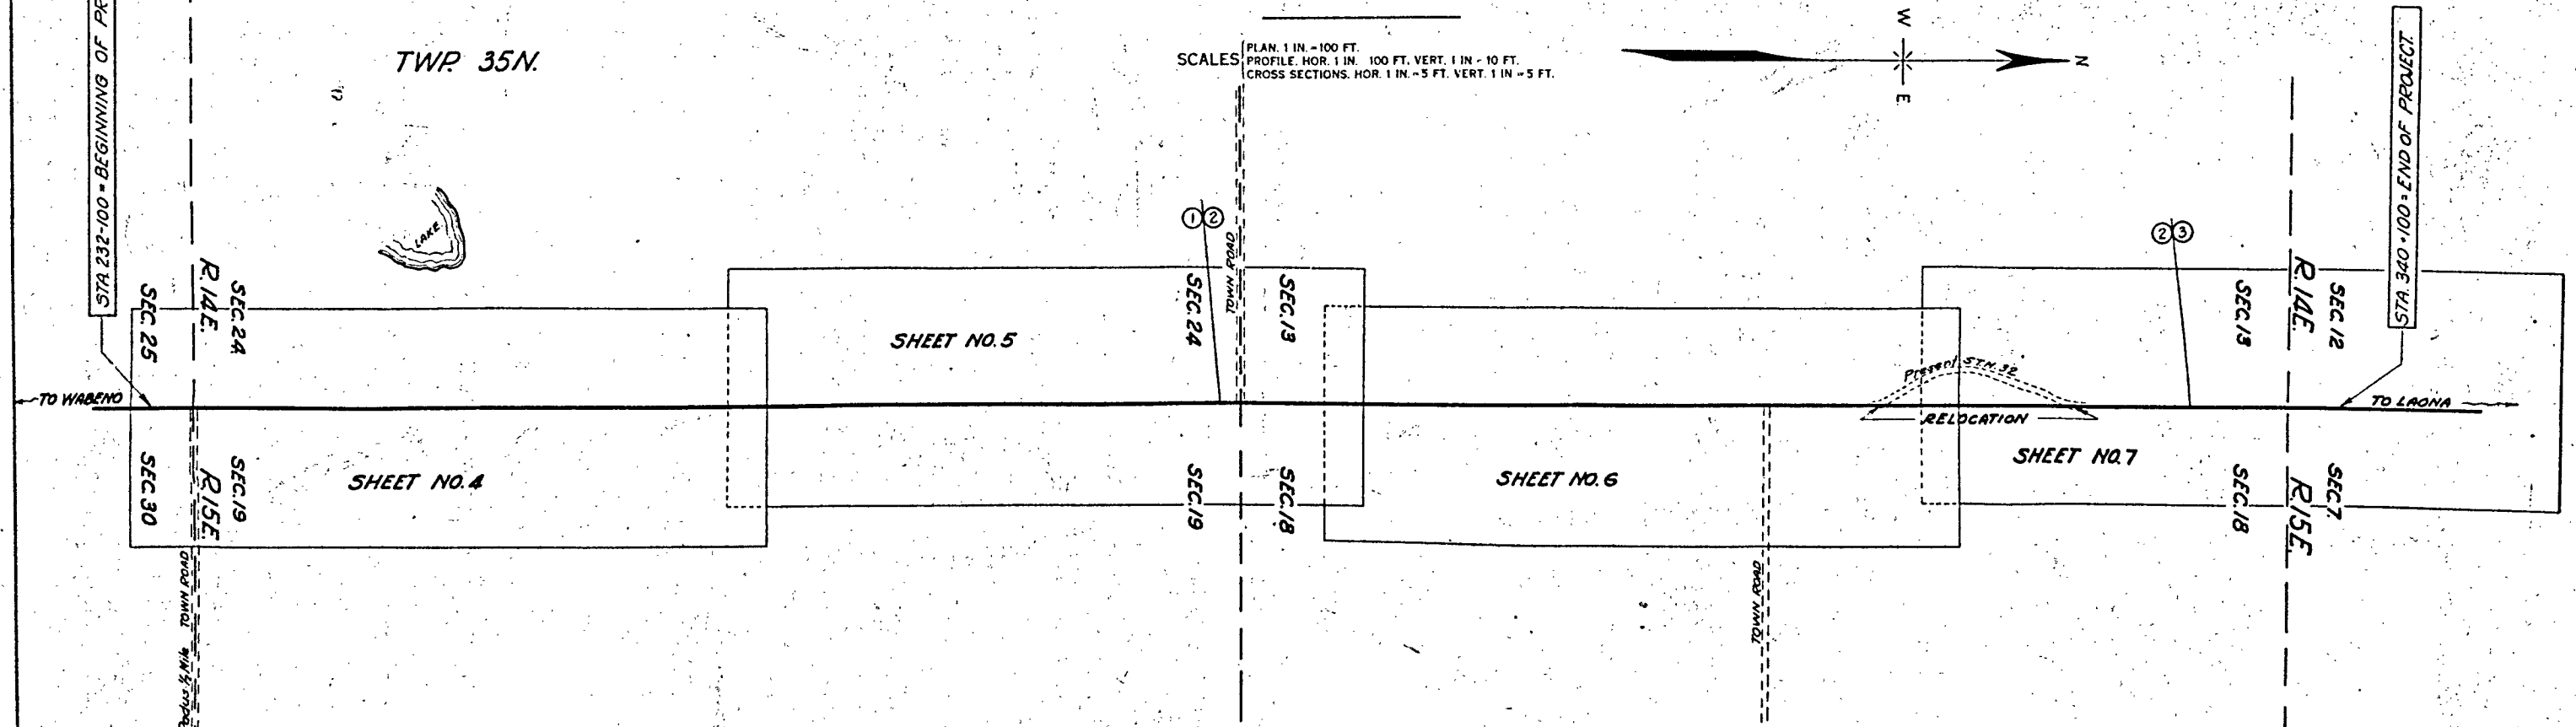 STA. 232-100 = BEGINNING OF
TWP. 35N.
SCALES
PLAN. 1 IN. = 100 FT.
PROFILE. HOR. 1 IN. 100 FT. VERT. 1 IN - 10 FT.
CROSS SECTIONS. HOR. 1 IN. = 5 FT. VERT. 1 IN = 5 FT.
W
N
E
STA. 340+100 = END OF PROJECT.
LAKE
1 2
TOWN ROAD
2 3
SEC. 25
R.14E.
SEC. 24
SEC. 24
SEC. 13
SEC. 13
R.14E.
SEC. 12
SHEET NO. 5
Present S.T.H. 32
TO WABENO
RELOCATION
TO LAONA
SEC. 30
R.15E.
SEC. 19
SHEET NO. 4
SEC. 19
SEC. 18
SHEET NO. 6
SHEET NO. 7
SEC. 18
R.15E.
SEC. 7
TOWN ROAD
TOWN ROAD